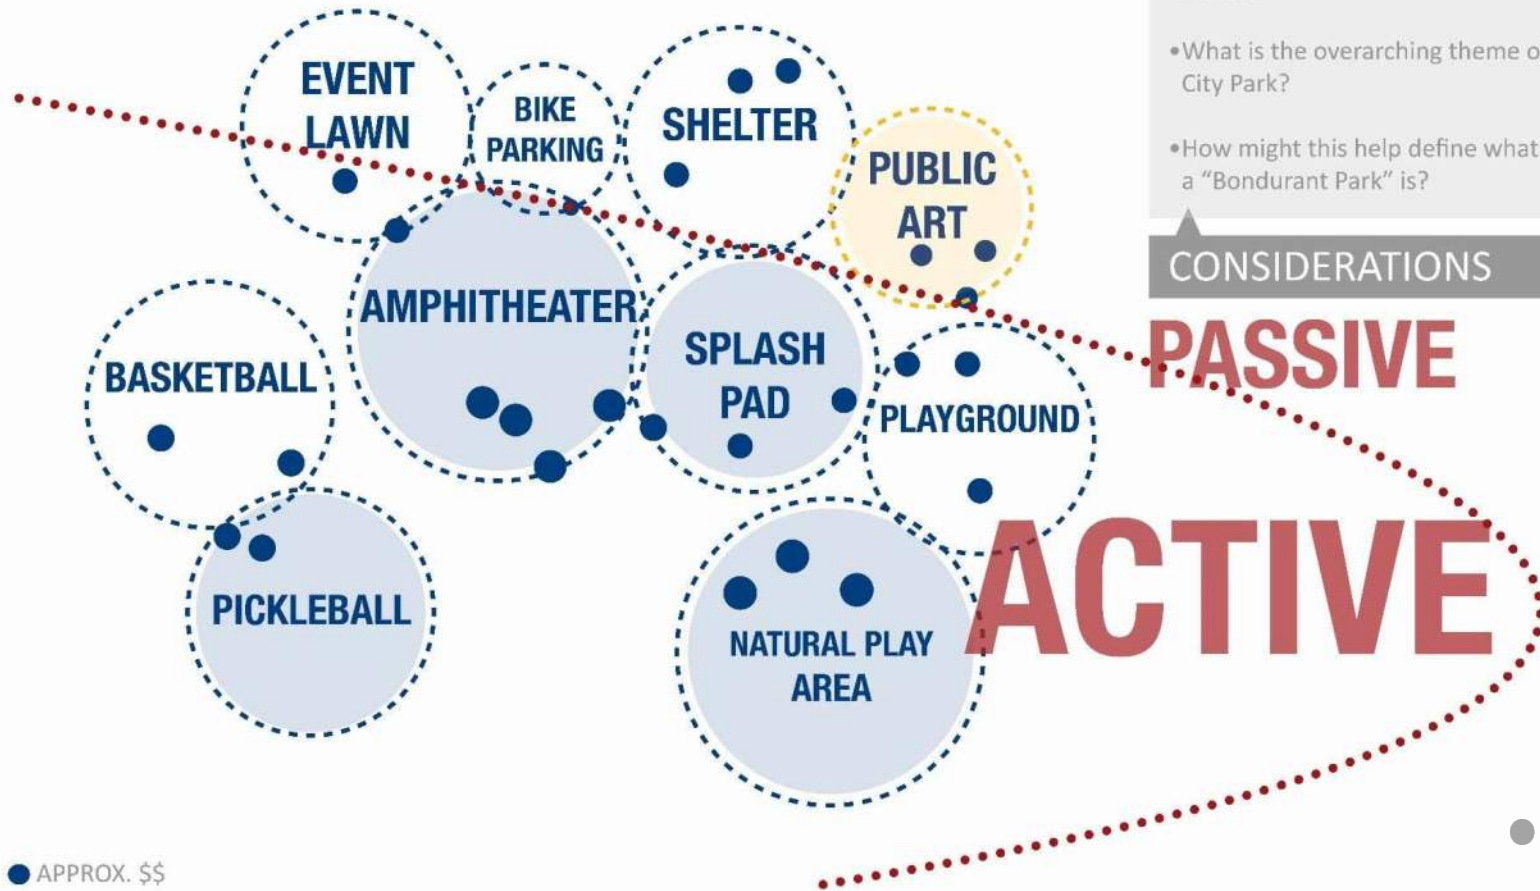 EVENT
LAWN
BIKE
PARKING
SHELTER
PUBLIC
ART
AMPHITHEATER
BASKETBALL
SPLASH
PAD
PLAYGROUND
PICKLEBALL
NATURAL PLAY
AREA
•What is the overarching theme
City Park?
•How might this help define what
a “Bondurant Park” is?
CONSIDERATIONS
PASSIVE
ACTIVE
APPROX. $$